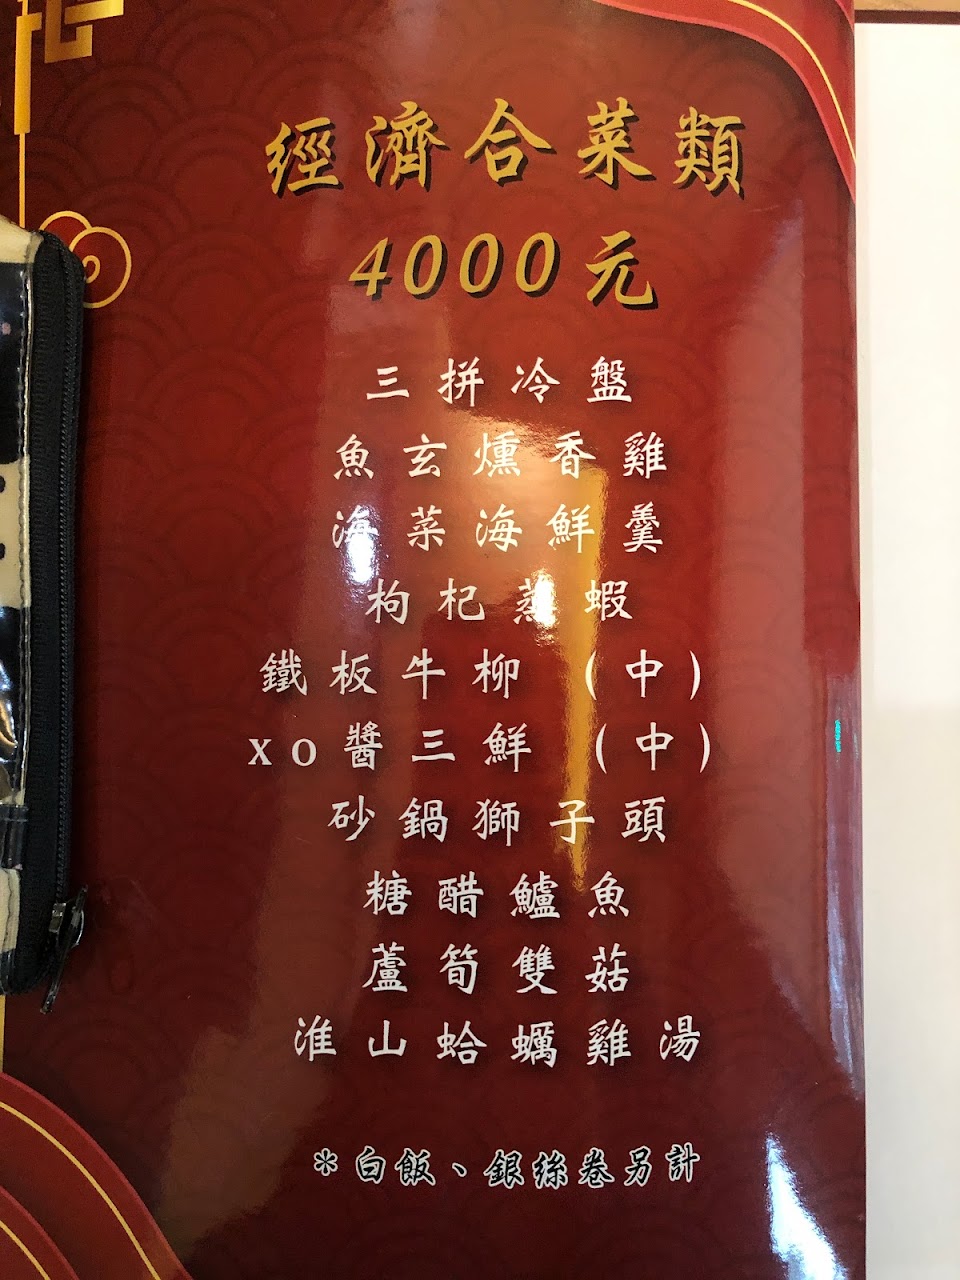 經濟合菜類
4000元
三拼冷盤
魚玄燻香雞
海菜海鮮羹
枸杞蒸蝦
鐵板牛柳（中）
xo醬三鮮（中）
砂鍋獅子頭
糖醋鱸魚
蘆筍雙菇
淮山蛤蠣雞湯
*白飯、銀絲卷另計